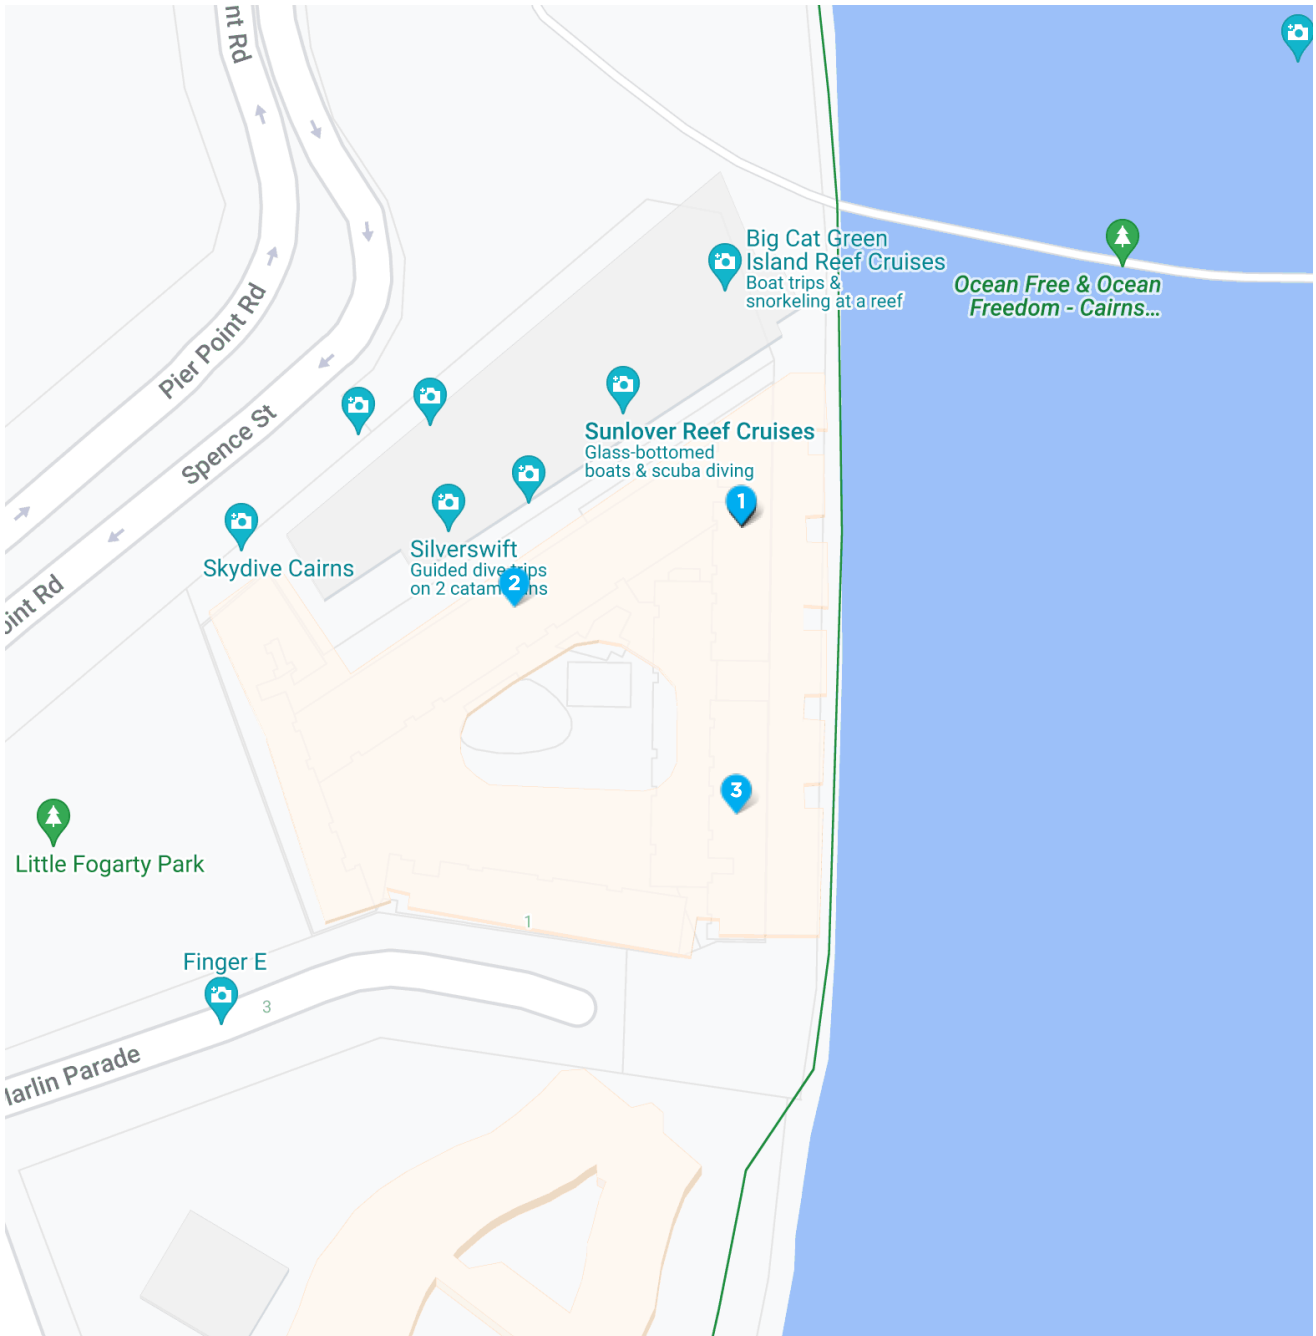 nt Rd
Big Cat Green
Island Reef Cruises
Boat trips &
snorkeling at a reef
Ocean Free & Ocean
Freedom - Cairns...
Pier Point Rd
Spence St
Sunlover Reef Cruises
Glass-bottomed
boats & scuba diving
1
Silverswift
Guided dive trips
on 2 catam ns
2
Skydive Cairns
oint Rd
3
Little Fogarty Park
1
Finger E
3
arlin Parade